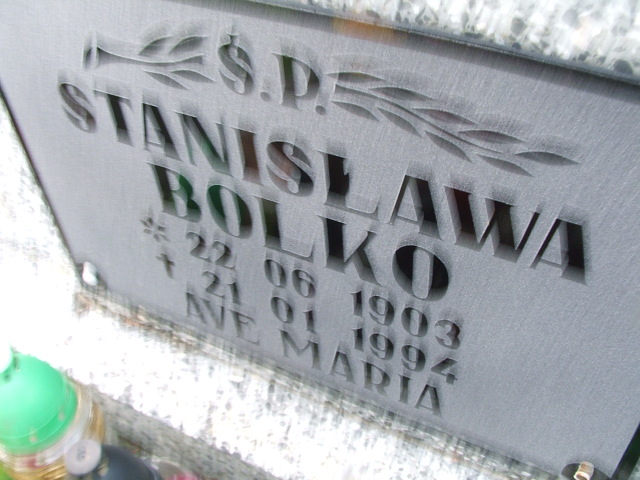 Ś.P.
STANISŁAWA
BOLKO
* 22 06 1903
† 21 01 1994
AVE MARIA